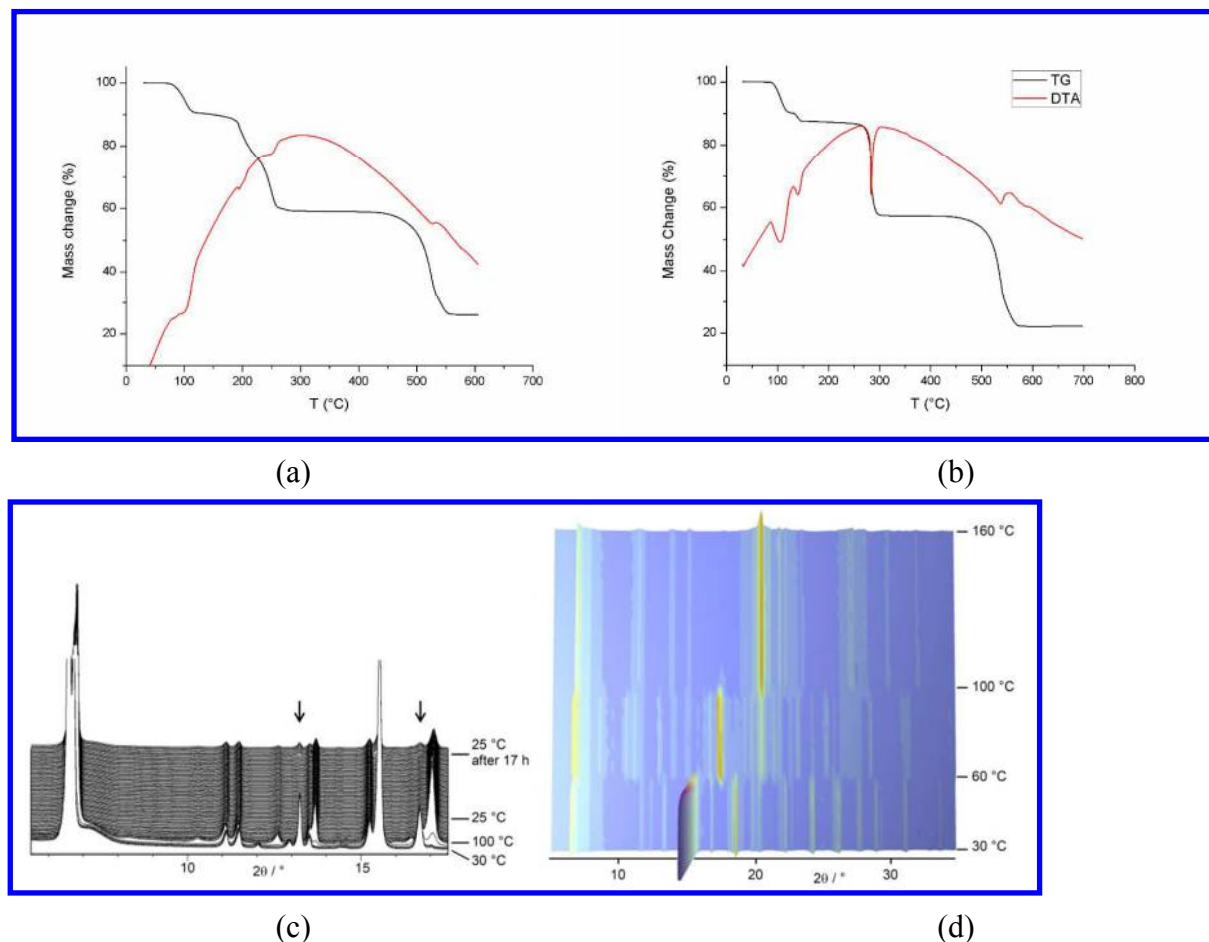 100
80
60
40
20
Mass change (%)
0 100 200 300 400 500 600 700
T (°C)
TG
DTA
100
80
60
40
20
Mass Change (%)
0 100 200 300 400 500 600 700 800
T (°C)
(a) (b)
25 °C
after 17 h
25 °C
100 °C
30 °C
10 15
2θ / °
160 °C
100 °C
60 °C
30 °C
10 20 30
2θ / °
(c) (d)